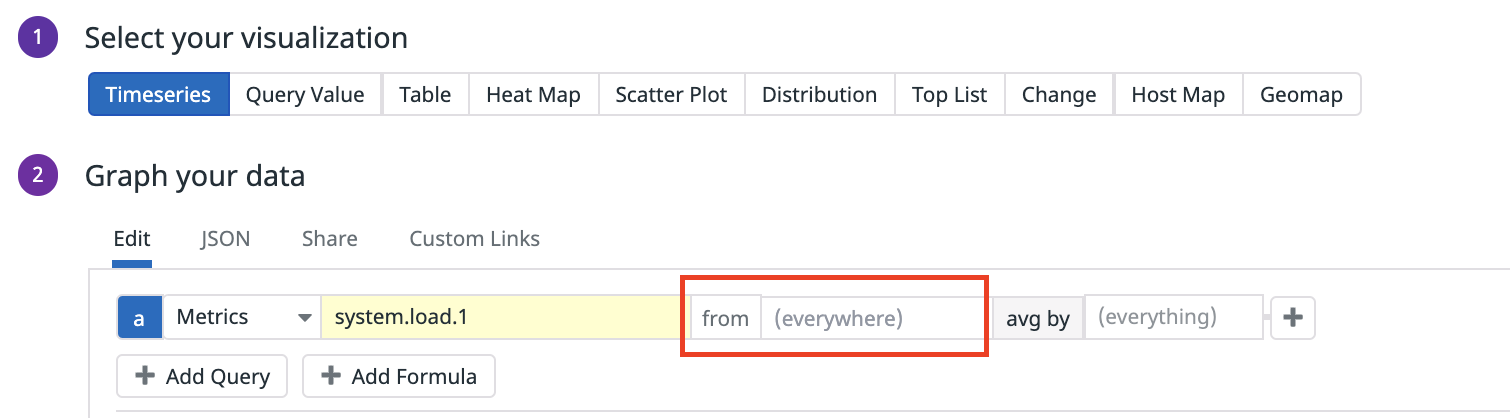 1 Select your visualization
Timeseries Query Value Table Heat Map Scatter Plot Distribution Top List Change Host Map Geomap
2 Graph your data
Edit JSON Share Custom Links
a Metrics system.load.1 from (everywhere) avg by (everything) +
+ Add Query + Add Formula